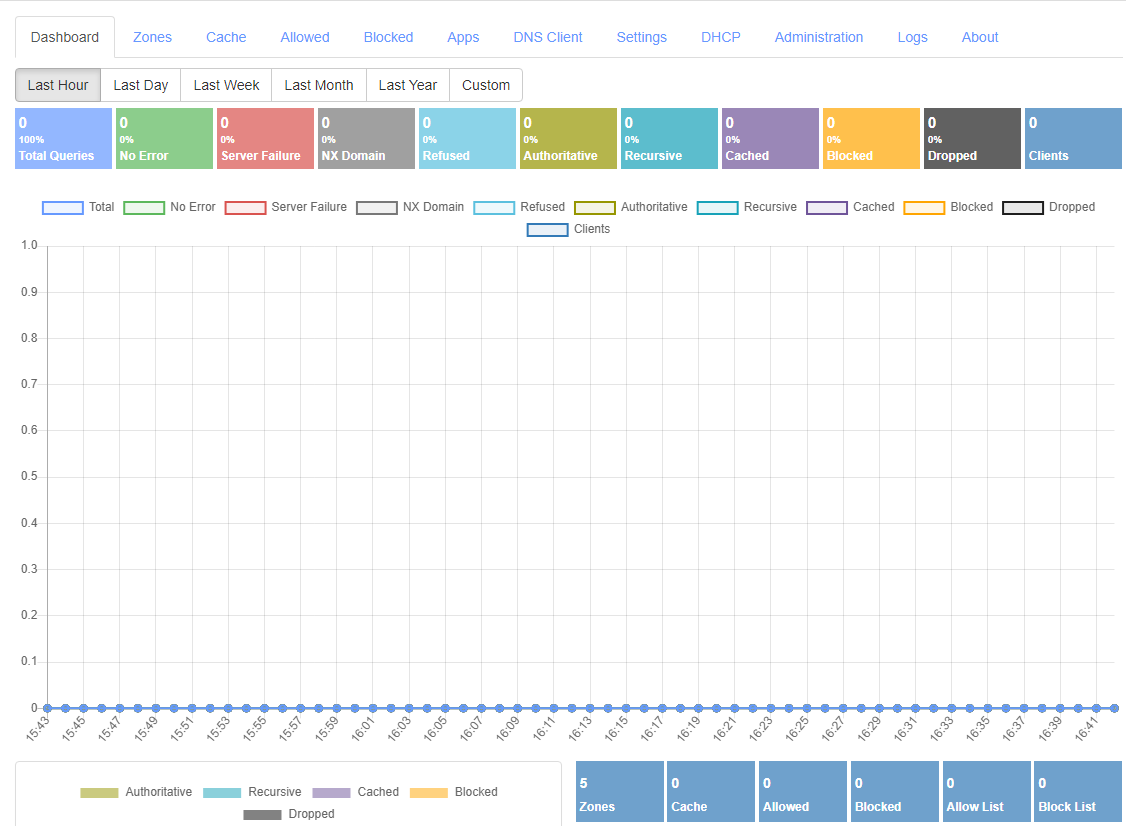 Dashboard Zones Cache Allowed Blocked Apps DNS Client Settings DHCP Administration Logs About
Last Hour Last Day Last Week Last Month Last Year Custom
0 0 0 0 0 0 0 0 0 0 0
100% 0% 0% 0% 0% 0% 0% 0% 0% 0%
Total Queries No Error Server Failure NX Domain Refused Authoritative Recursive Cached Blocked Dropped Clients
Total No Error Server Failure NX Domain Refused Authoritative Recursive Cached Blocked Dropped
Clients
1.0
0.9
0.8
0.7
0.6
0.5
0.4
0.3
0.2
0.1
0
15:43 15:45 15:47 15:49 15:51 15:53 15:55 15:57 15:59 16:01 16:03 16:05 16:07 16:09 16:11 16:13 16:15 16:17 16:19 16:21 16:23 16:25 16:27 16:29 16:31 16:33 16:35 16:37 16:39 16:41
Authoritative Recursive Cached Blocked
Dropped
5 0 0 0 0 0
Zones Cache Allowed Blocked Allow List Block List